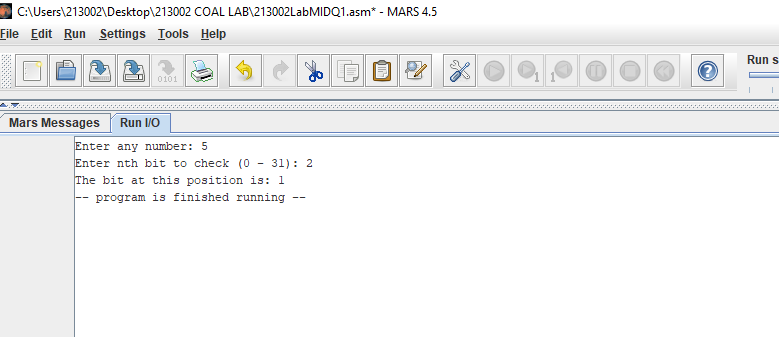 C:\Users\213002\Desktop\213002 COAL LAB\213002LabMIDQ1.asm* - MARS 4.5
File Edit Run Settings Tools Help
0101
1
1
?
Run s
Mars Messages Run I/O
Enter any number: 5
Enter nth bit to check (0 - 31): 2
The bit at this position is: 1
-- program is finished running --